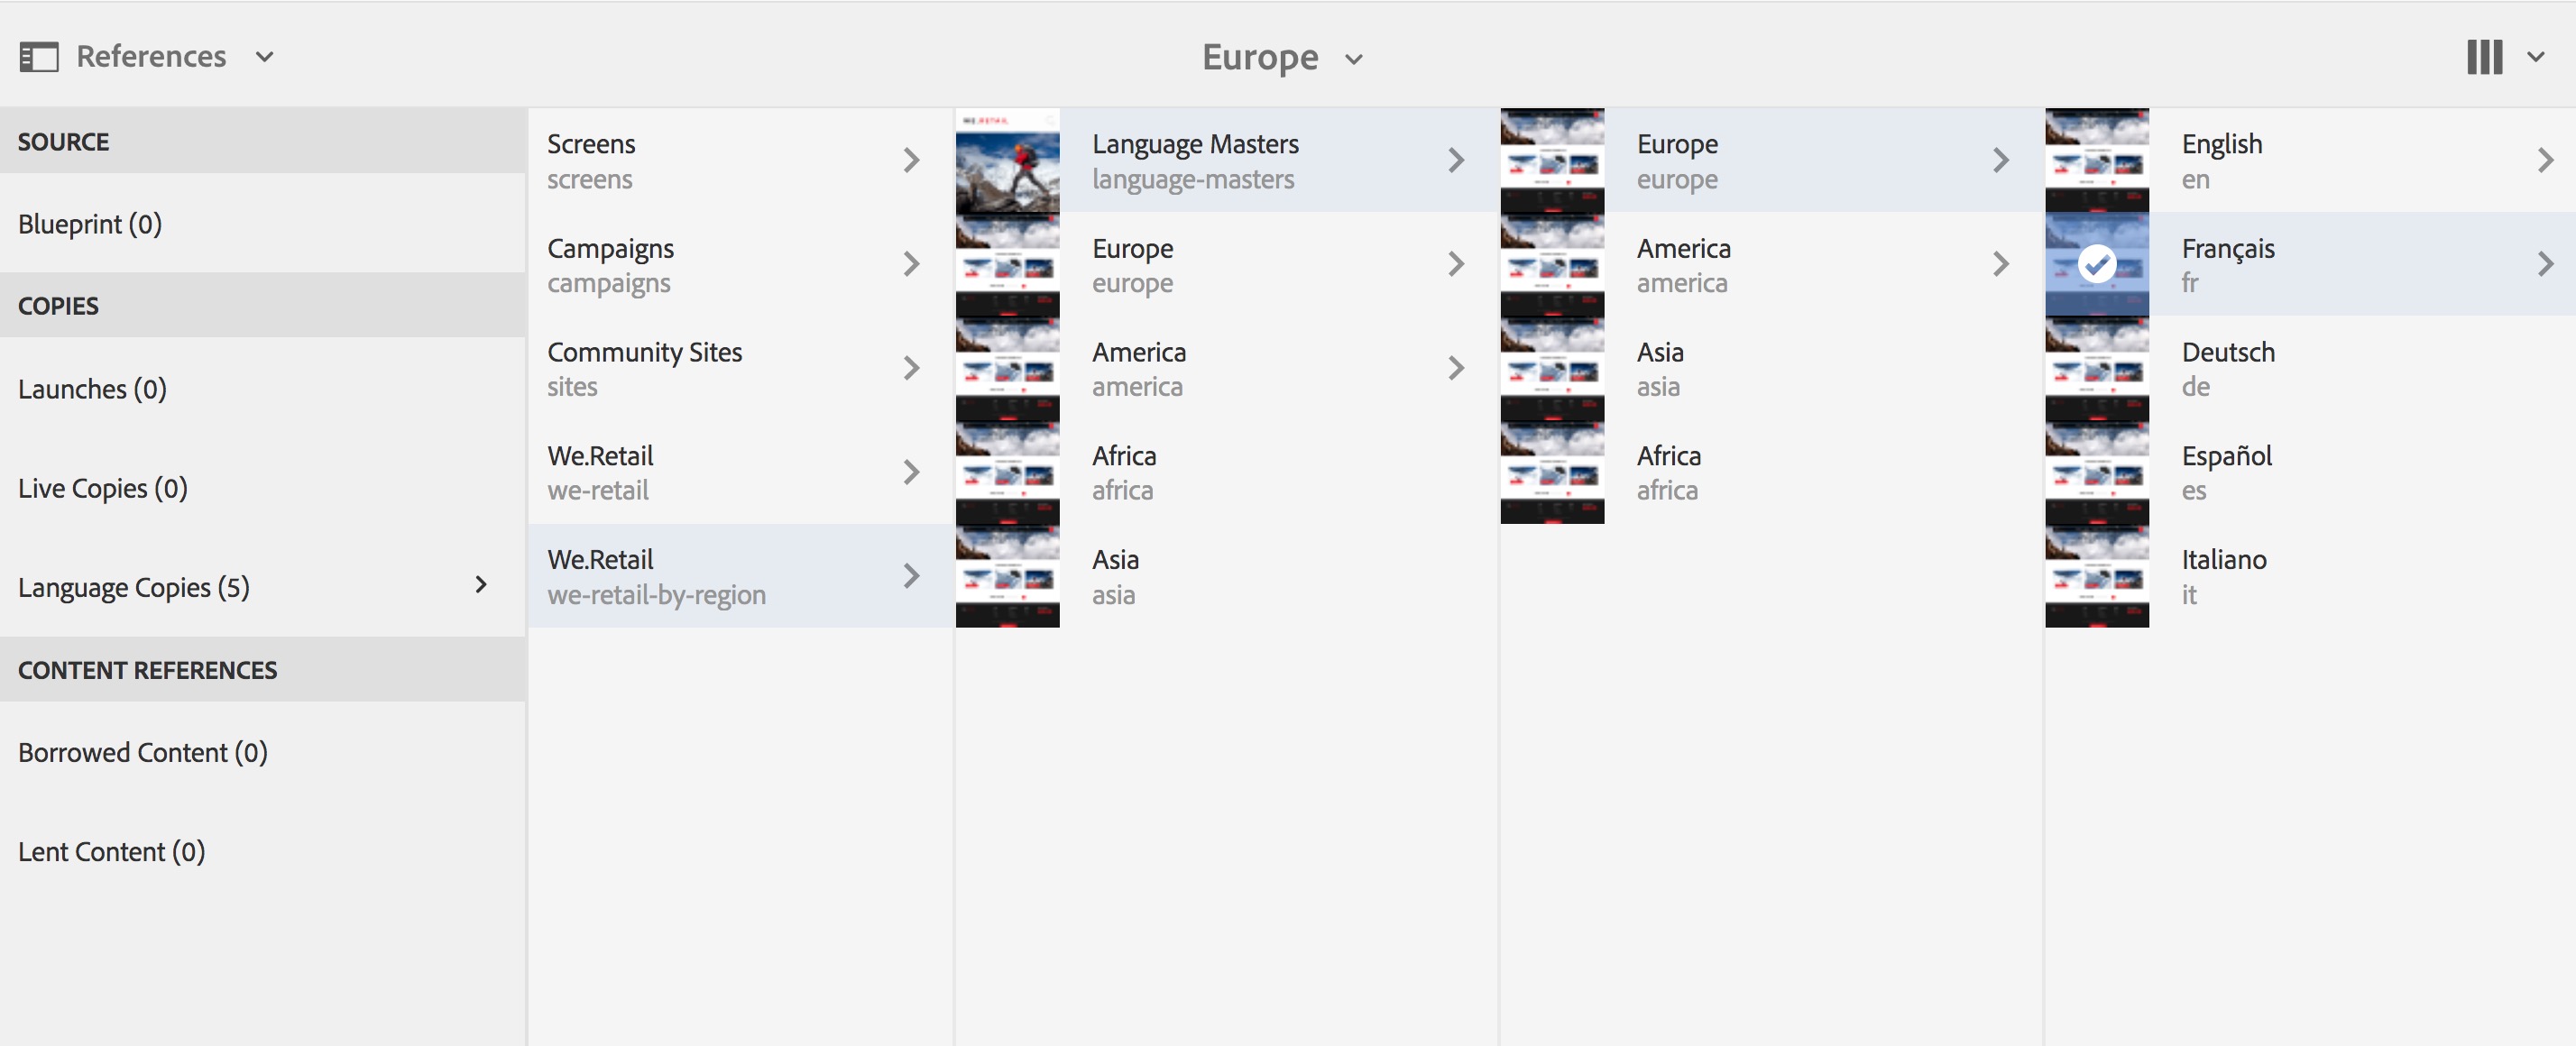 References
Europe
SOURCE
Blueprint (0)
COPIES
Launches (0)
Live Copies (0)
Language Copies (5)
CONTENT REFERENCES
Borrowed Content (0)
Lent Content (0)
Screens
screens
Campaigns
campaigns
Community Sites
sites
We.Retail
we-retail
We.Retail
we-retail-by-region
WE.RETAIL
Language Masters
language-masters
Europe
europe
America
america
Africa
africa
Asia
asia
Europe
europe
America
america
Asia
asia
Africa
africa
English
en
Français
fr
Deutsch
de
Español
es
Italiano
it